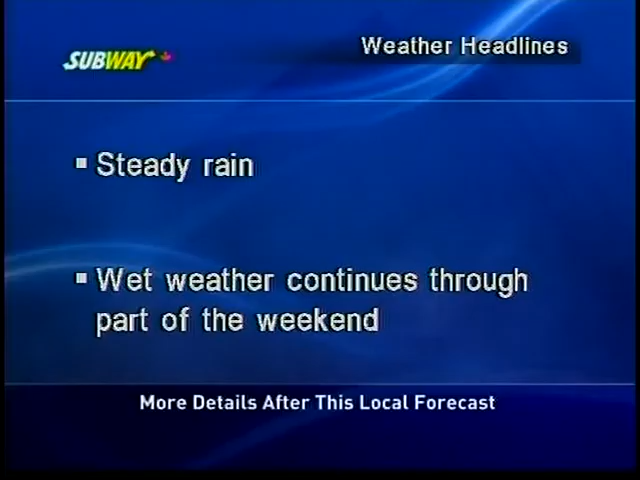 SUBWAY
Weather Headlines
▪ Steady rain
▪ Wet weather continues through
part of the weekend
More Details After This Local Forecast